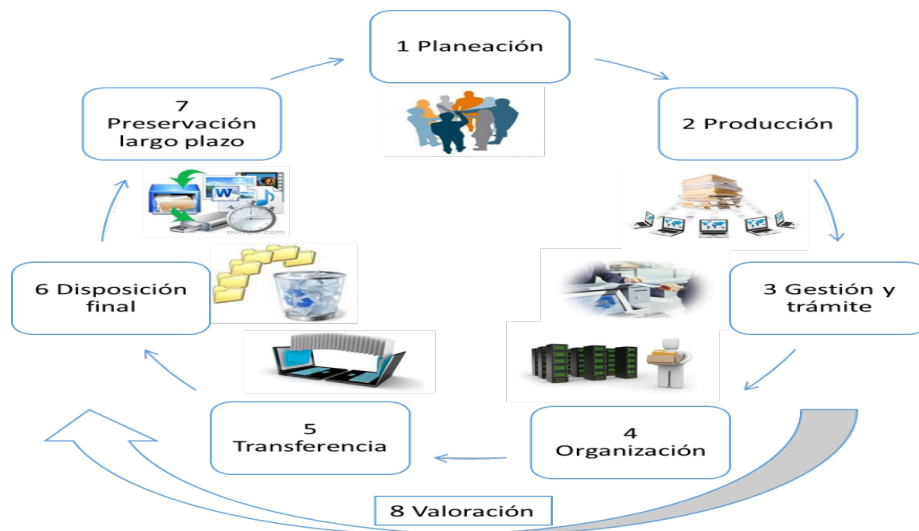 1 Planeación
2 Producción
3 Gestión y
trámite
4
Organización
5
Transferencia
6 Disposición
final
7
Preservación
largo plazo
8 Valoración
W